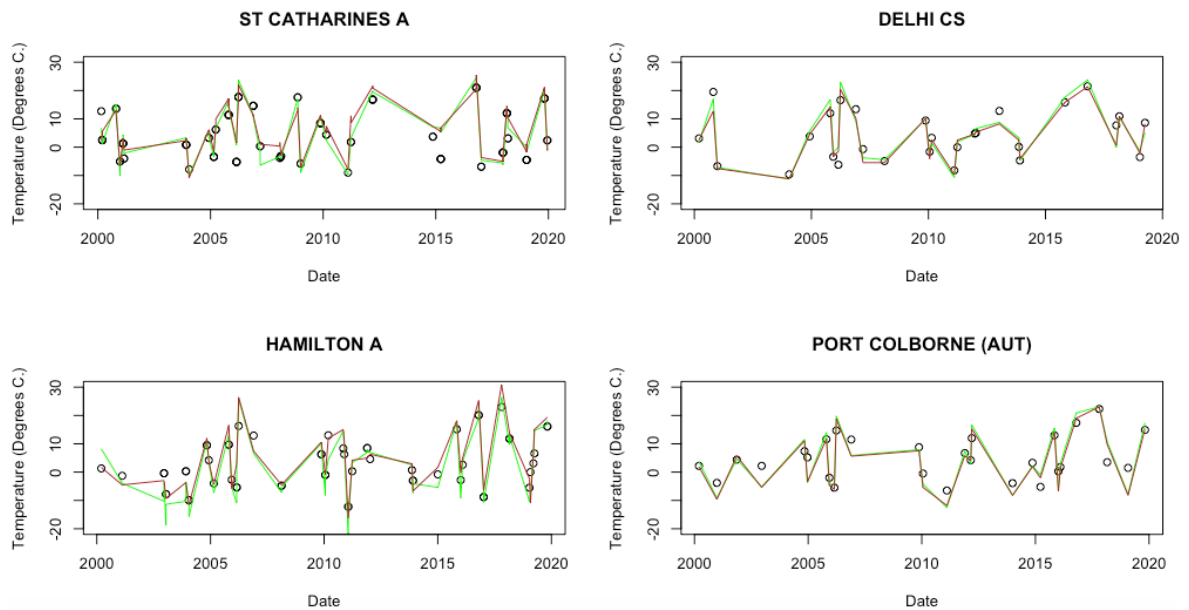 ST CATHARINES A
Temperature (Degrees C.)
30
10
0
-20
2000 2005 2010 2015 2020
Date
DELHI CS
Temperature (Degrees C.)
30
10
0
-20
2000 2005 2010 2015 2020
Date
HAMILTON A
Temperature (Degrees C.)
30
10
0
-20
2000 2005 2010 2015 2020
Date
PORT COLBORNE (AUT)
Temperature (Degrees C.)
30
10
0
-20
2000 2005 2010 2015 2020
Date